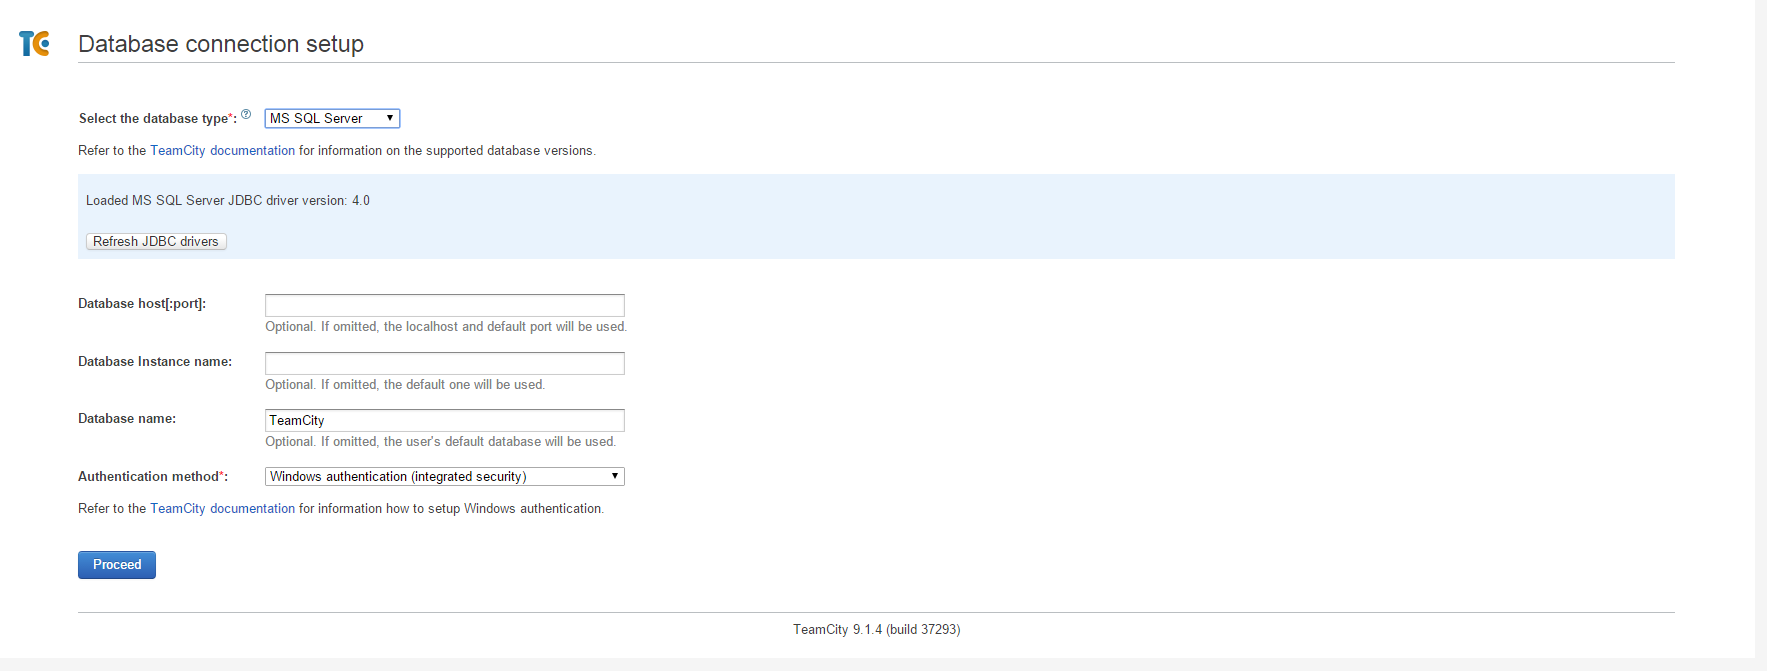 TC
Database connection setup
Select the database type*: ?
MS SQL Server
Refer to the TeamCity documentation for information on the supported database versions.
Loaded MS SQL Server JDBC driver version: 4.0
Refresh JDBC drivers
Database host[:port]:
Optional. If omitted, the localhost and default port will be used.
Database Instance name:
Optional. If omitted, the default one will be used.
Database name: TeamCity
Optional. If omitted, the user's default database will be used.
Authentication method*: Windows authentication (integrated security)
Refer to the TeamCity documentation for information how to setup Windows authentication.
Proceed
TeamCity 9.1.4 (build 37293)